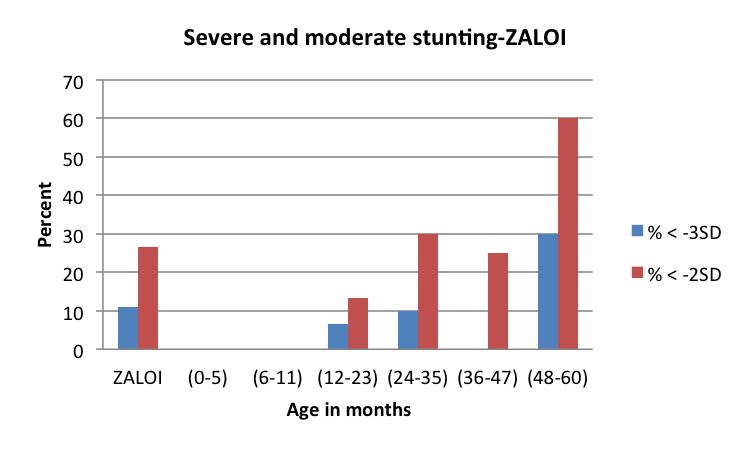 Severe and moderate stunting-ZALOI
70
60
50
40
30
20
10
0
Percent
ZALOI (0-5) (6-11) (12-23) (24-35) (36-47) (48-60)
Age in months
% < -3SD
% < -2SD